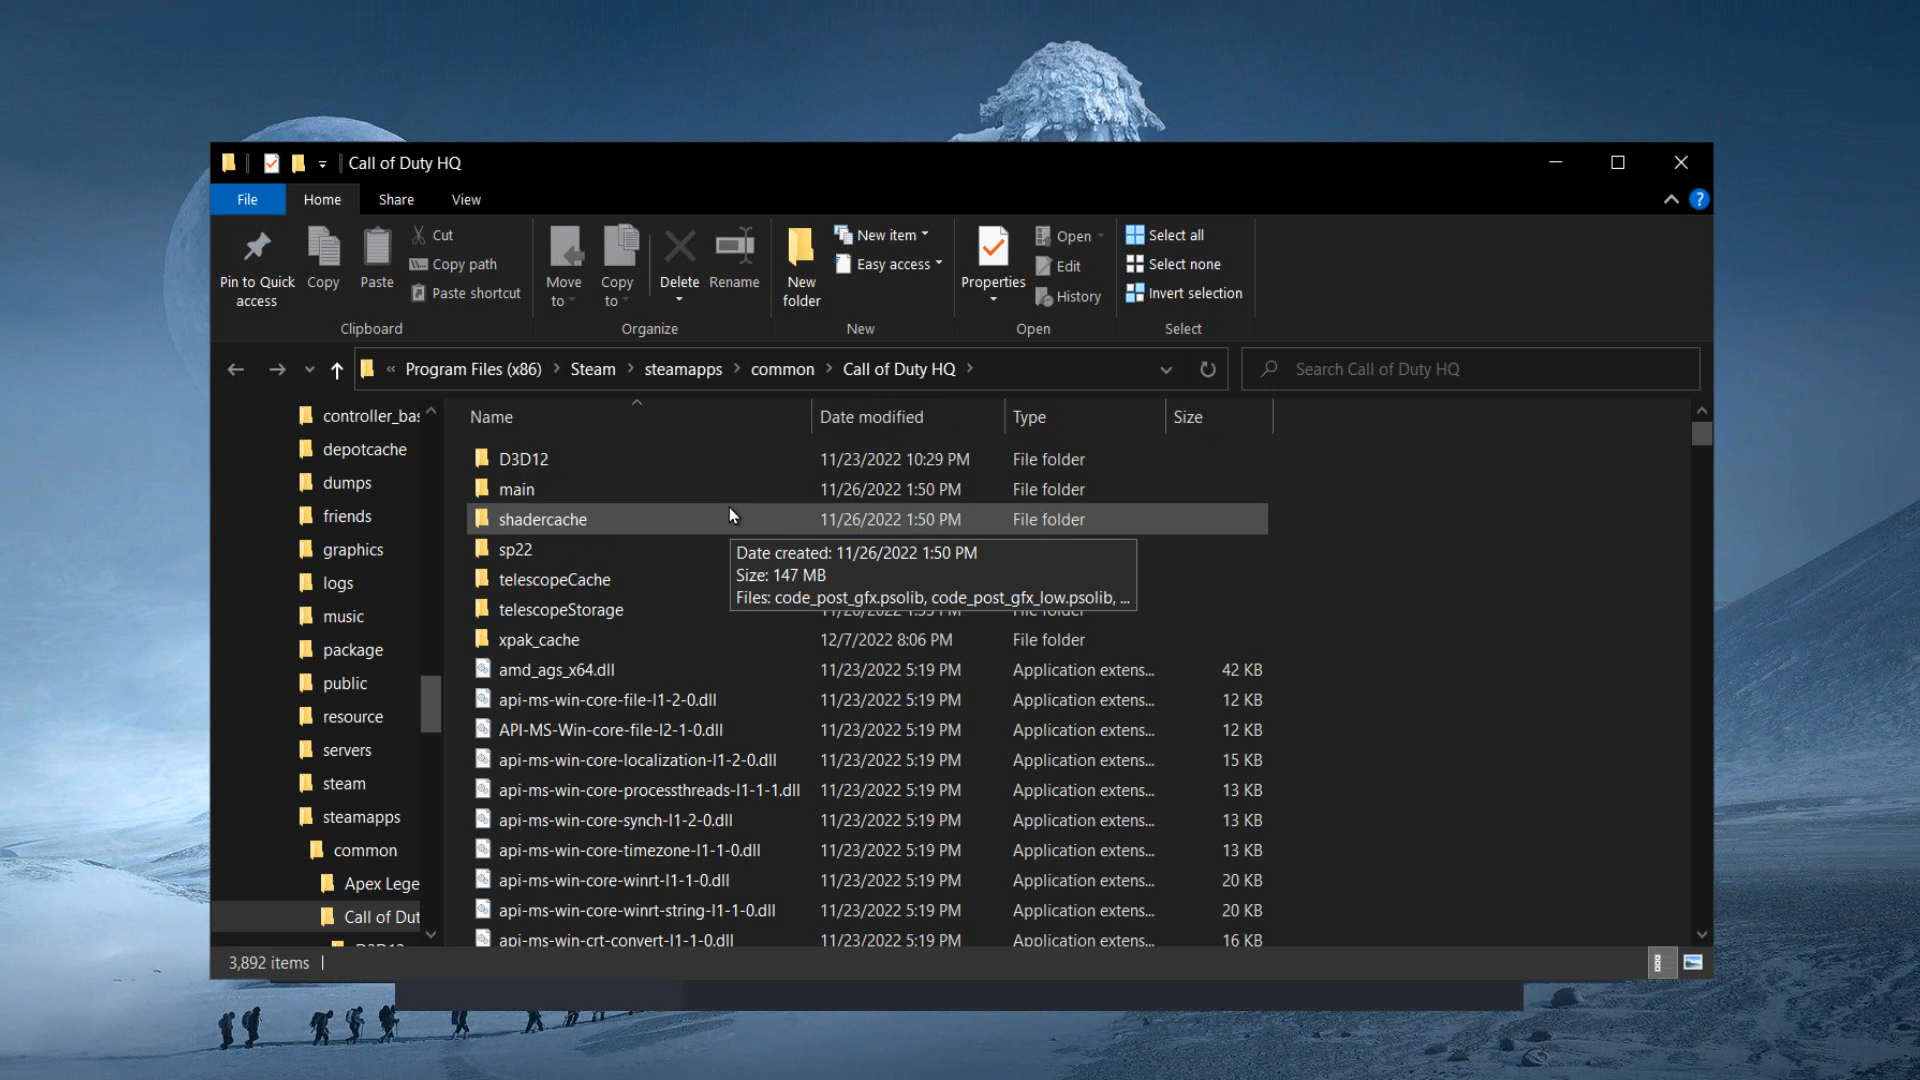 Call of Duty HQ
File Home Share View
Pin to Quick access
Copy
Paste
Cut
Copy path
Paste shortcut
Clipboard
Move to
Copy to
Delete
Rename
Organize
New folder
New item
Easy access
New
Properties
Open
Edit
History
Open
Select all
Select none
Invert selection
Select
« Program Files (x86) > Steam > steamapps > common > Call of Duty HQ >
Search Call of Duty HQ
controller_bas
depotcache
dumps
friends
graphics
logs
music
package
public
resource
servers
steam
steamapps
common
Apex Lege
Call of Dut
D3D12
Name Date modified Type Size
D3D12 11/23/2022 10:29 PM File folder
main 11/26/2022 1:50 PM File folder
shadercache 11/26/2022 1:50 PM File folder
sp22
telescopeCache
telescopeStorage 11/26/2022 1:55 PM File folder
Date created: 11/26/2022 1:50 PM
Size: 147 MB
Files: code_post_gfx.psolib, code_post_gfx_low.psolib, ...
xpak_cache 12/7/2022 8:06 PM File folder
amd_ags_x64.dll 11/23/2022 5:19 PM Application extens... 42 KB
api-ms-win-core-file-l1-2-0.dll 11/23/2022 5:19 PM Application extens... 12 KB
API-MS-Win-core-file-l2-1-0.dll 11/23/2022 5:19 PM Application extens... 12 KB
api-ms-win-core-localization-l1-2-0.dll 11/23/2022 5:19 PM Application extens... 15 KB
api-ms-win-core-processthreads-l1-1-1.dll 11/23/2022 5:19 PM Application extens... 13 KB
api-ms-win-core-synch-l1-2-0.dll 11/23/2022 5:19 PM Application extens... 13 KB
api-ms-win-core-timezone-l1-1-0.dll 11/23/2022 5:19 PM Application extens... 13 KB
api-ms-win-core-winrt-l1-1-0.dll 11/23/2022 5:19 PM Application extens... 20 KB
api-ms-win-core-winrt-string-l1-1-0.dll 11/23/2022 5:19 PM Application extens... 20 KB
api-ms-win-crt-convert-l1-1-0.dll 11/23/2022 5:19 PM Application extens... 16 KB
3,892 items